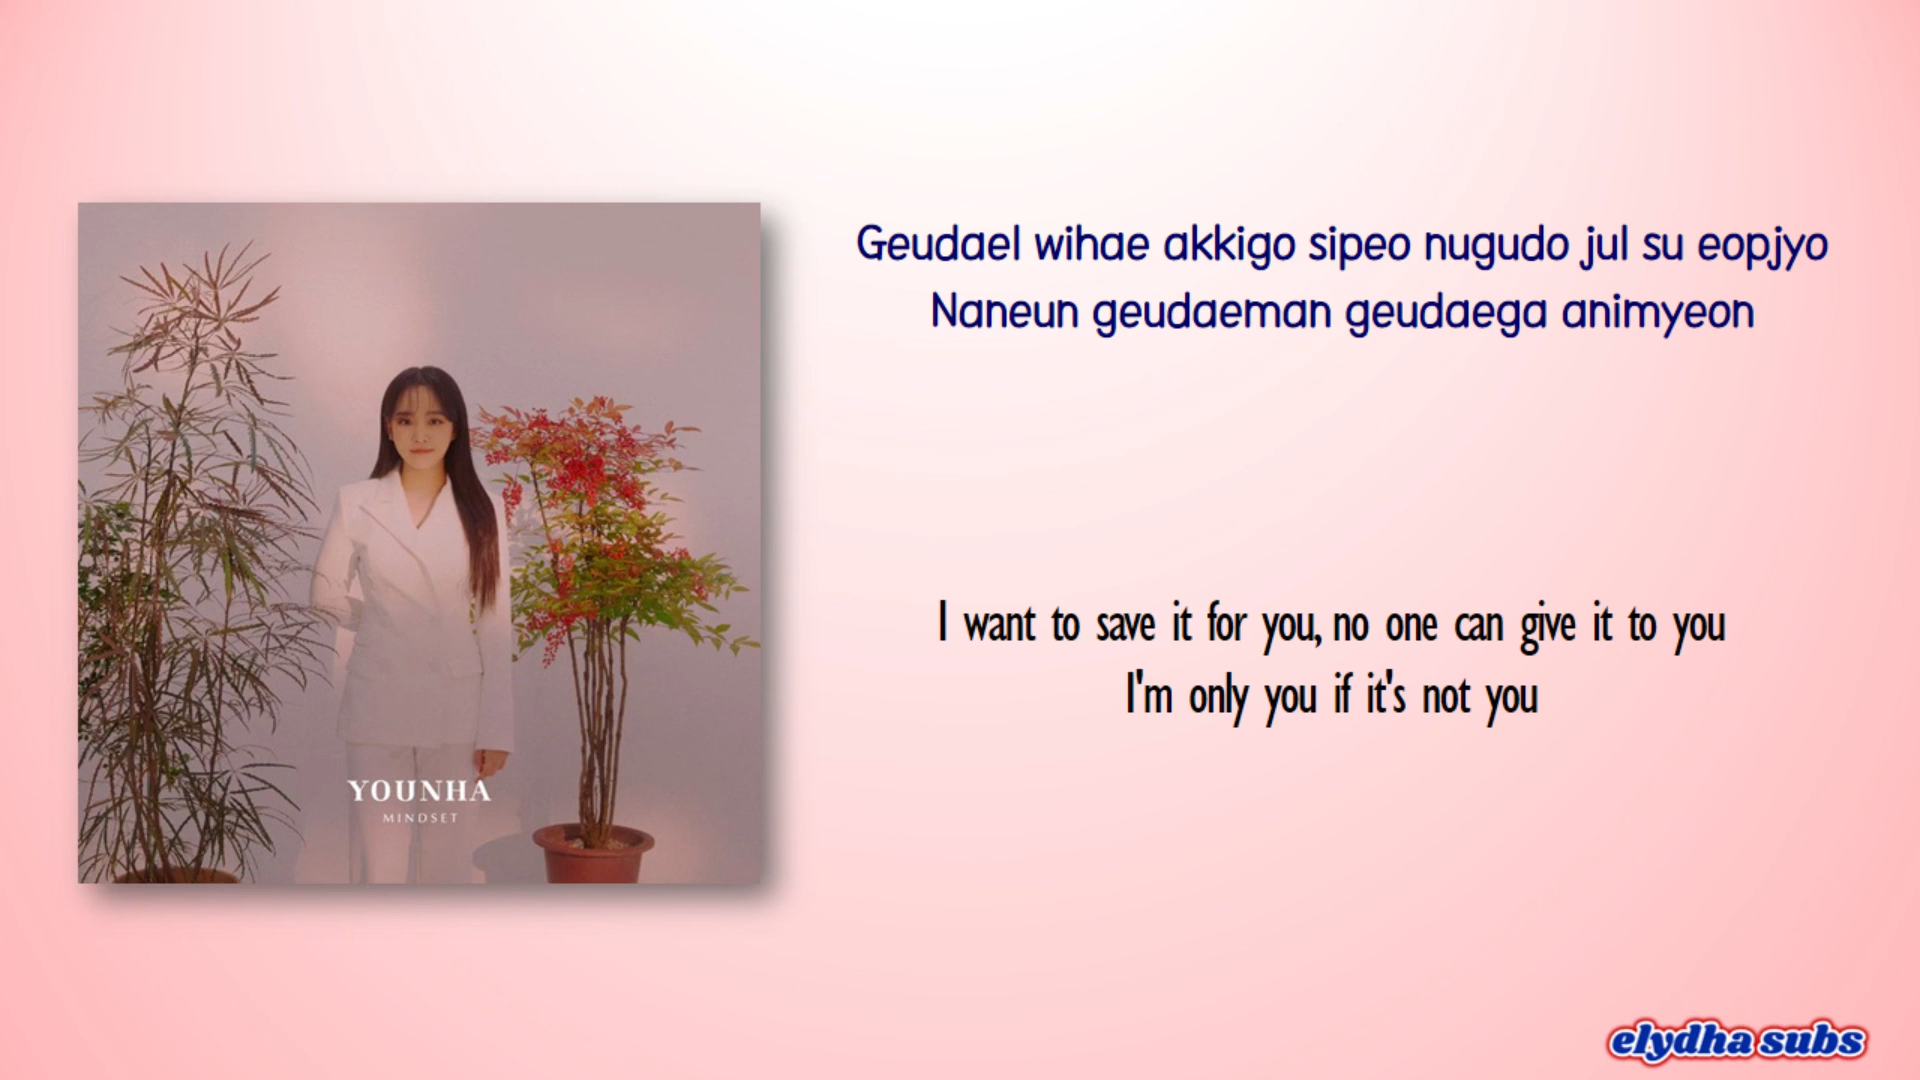 Geudael wihae akkigo sipeo nugudo jul su eopjyo
Naneun geudaeman geudaega animyeon
I want to save it for you, no one can give it to you
I'm only you if it's not you
YOUNHA
MINDSET
elydha subs